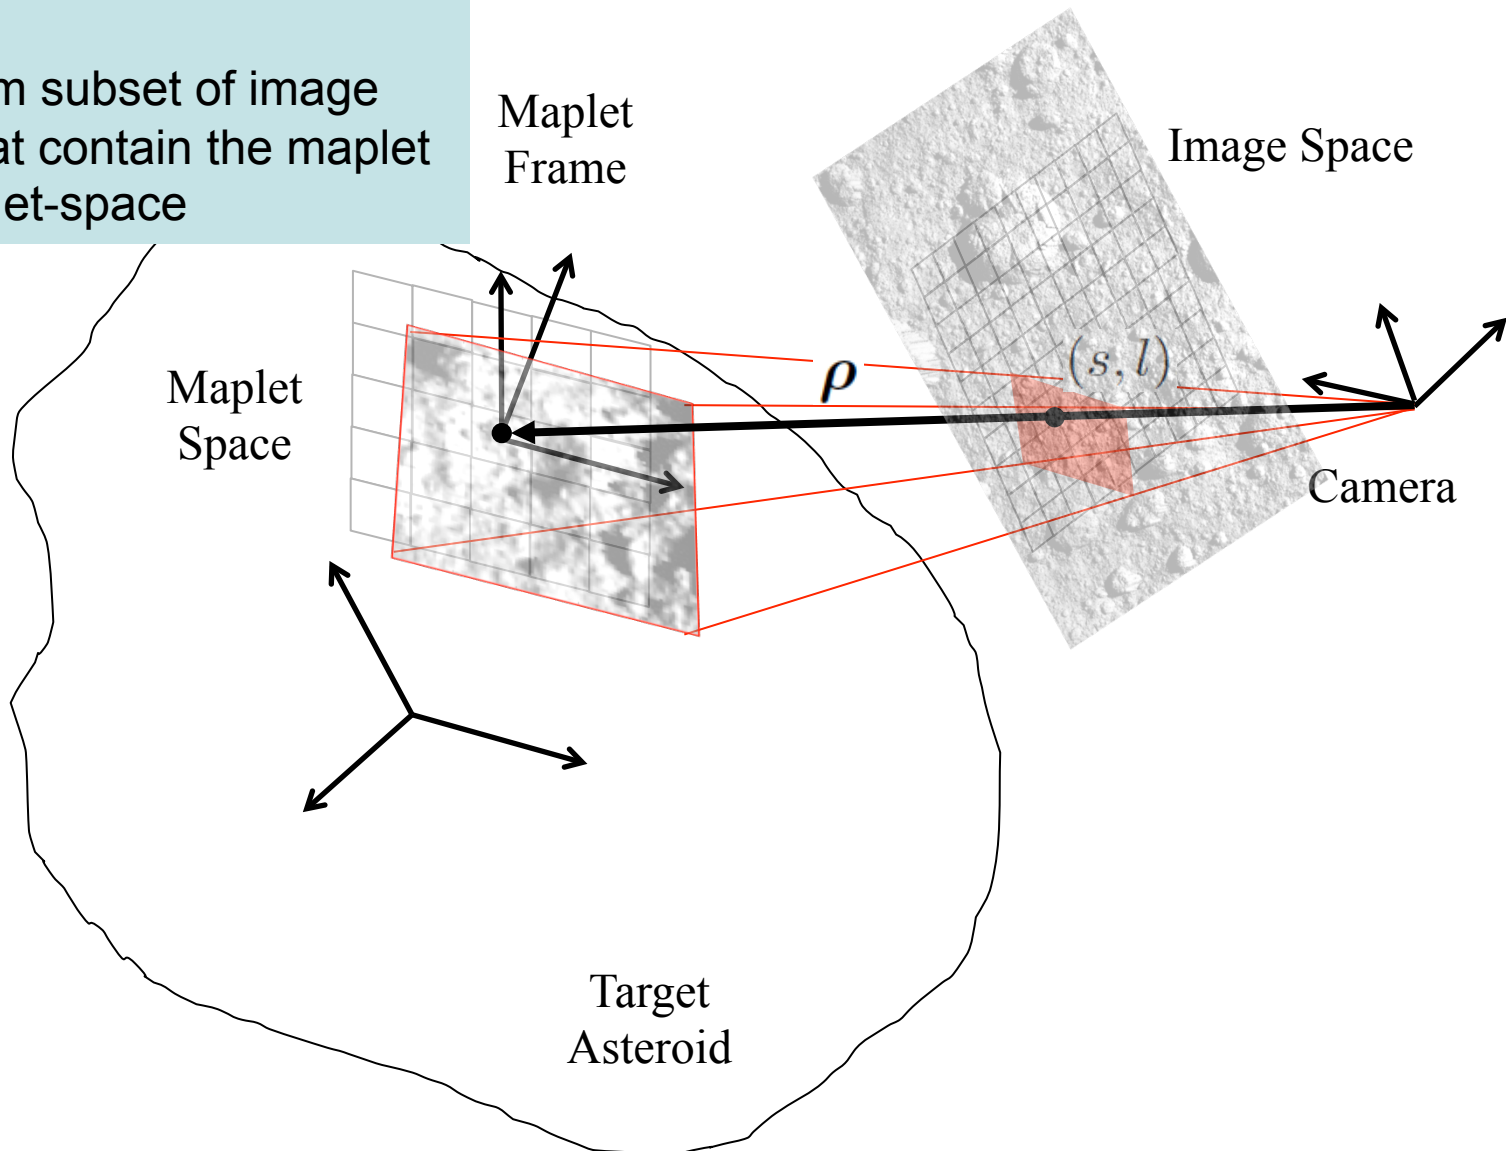 m subset of image
at contain the maplet
et-space
Maplet
Frame
Image Space
Maplet
Space
ρ
(s, l)
Camera
Target
Asteroid